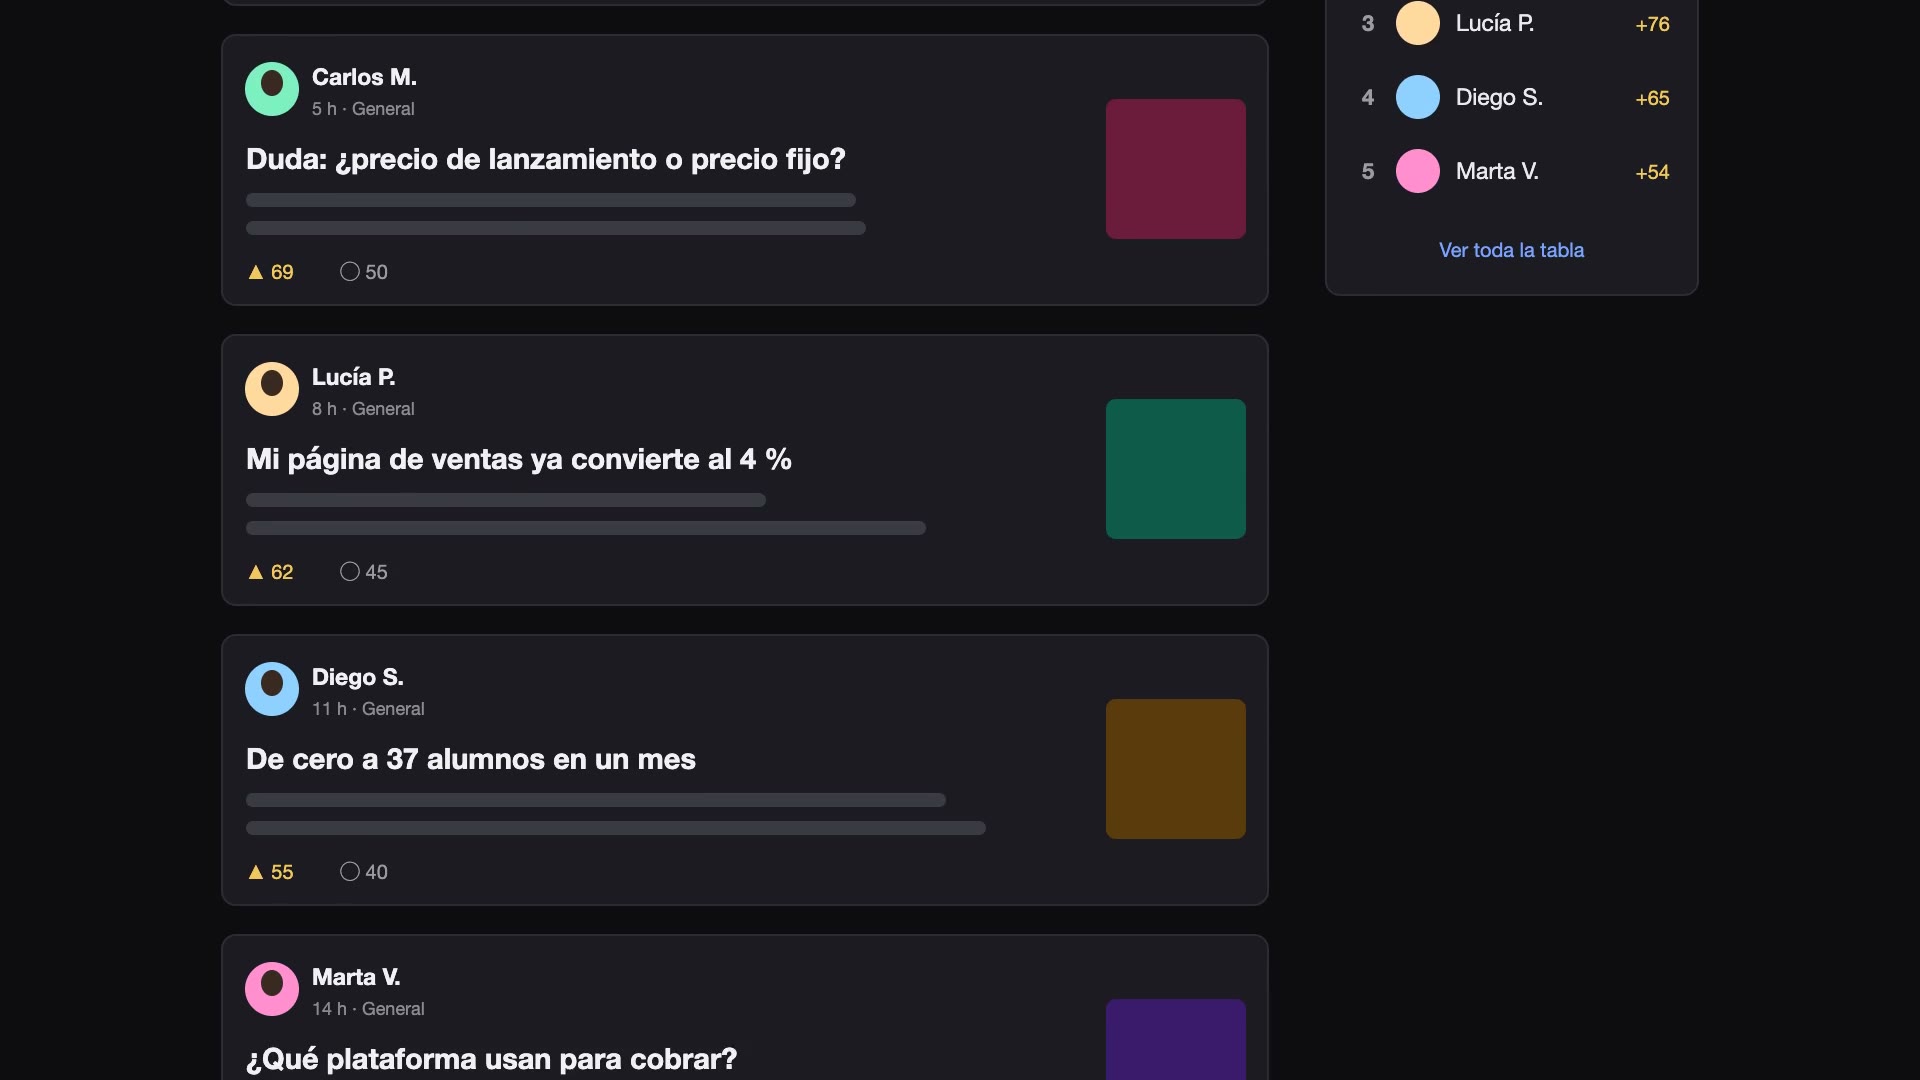 Carlos M.
5 h · General
Duda: ¿precio de lanzamiento o precio fijo?
▲ 69 ◯ 50
Lucía P.
8 h · General
Mi página de ventas ya convierte al 4 %
▲ 62 ◯ 45
Diego S.
11 h · General
De cero a 37 alumnos en un mes
▲ 55 ◯ 40
Marta V.
14 h · General
¿Qué plataforma usan para cobrar?
3 Lucía P. +76
4 Diego S. +65
5 Marta V. +54
Ver toda la tabla